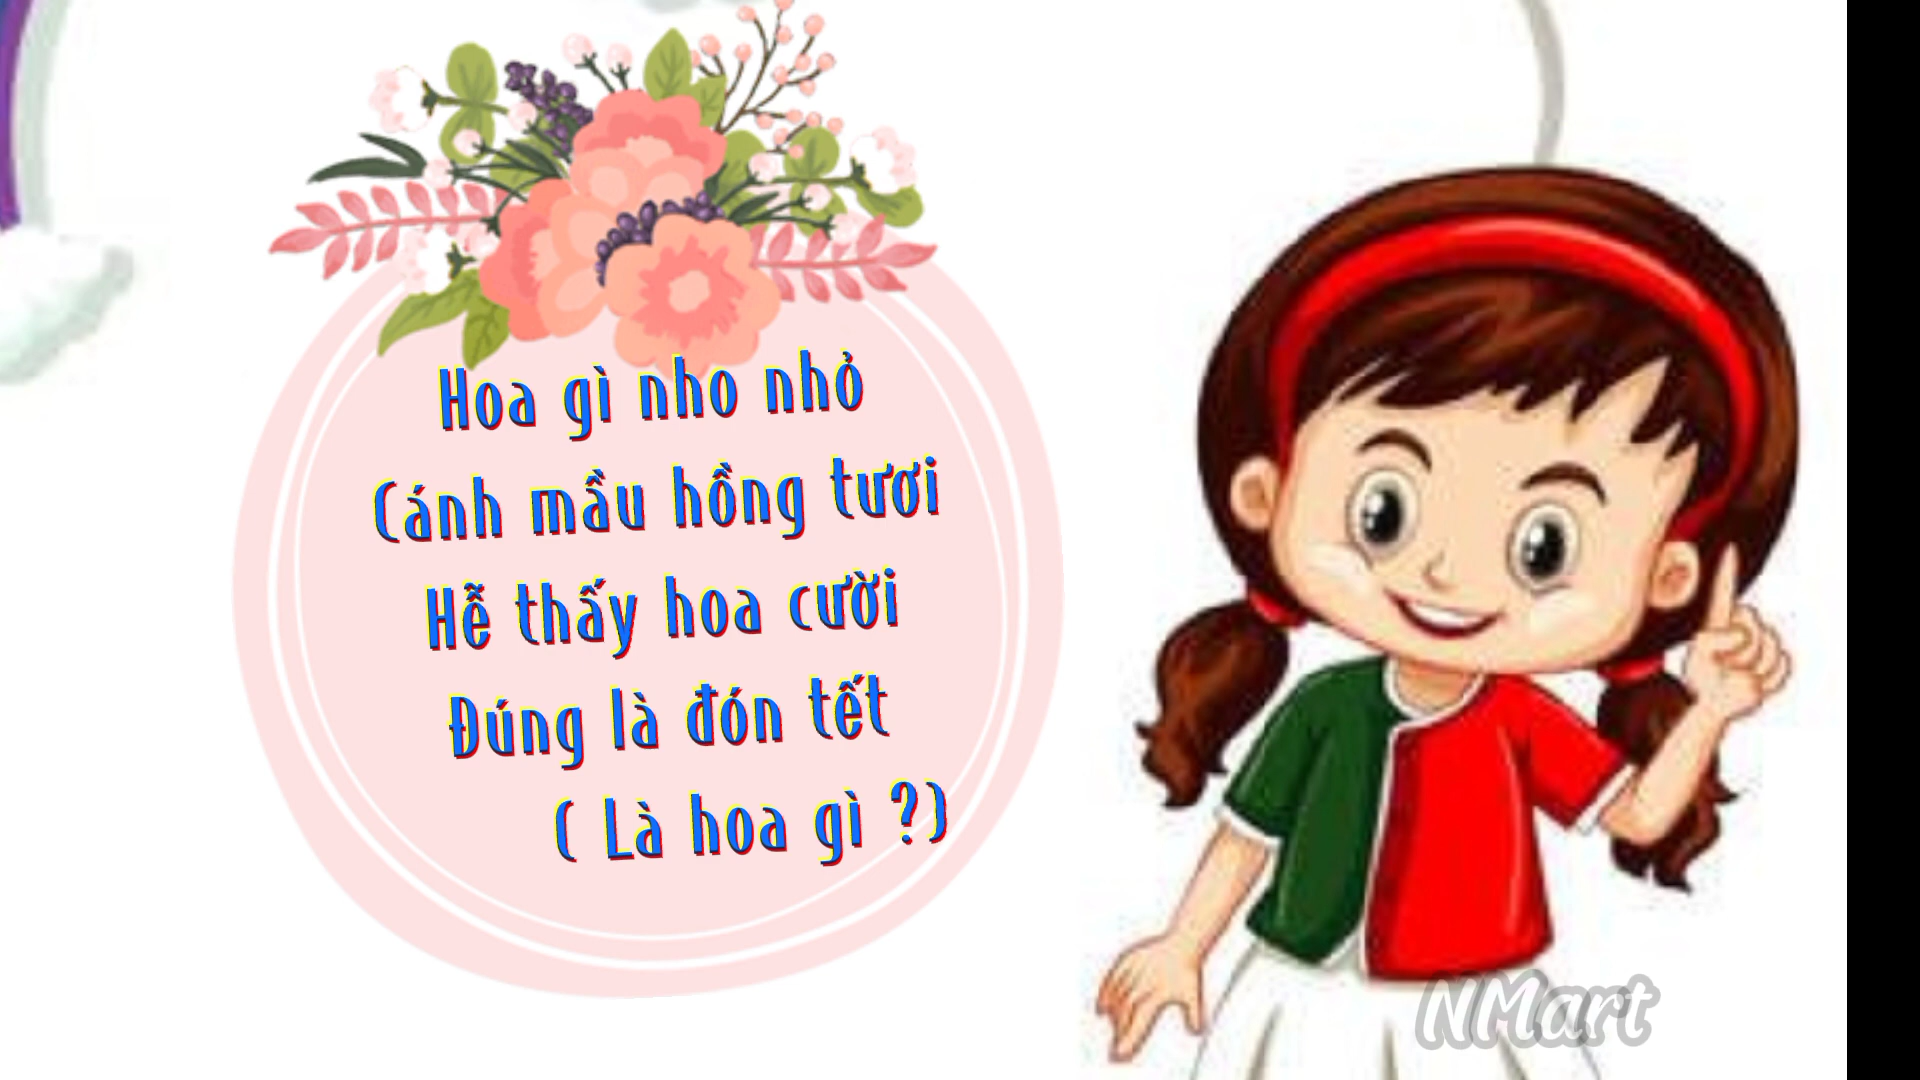 Hoa gì nho nhỏ
Cánh mầu hồng tươi
Hễ thấy hoa cười
Đúng là đón tết
( Là hoa gì ?)
NMart